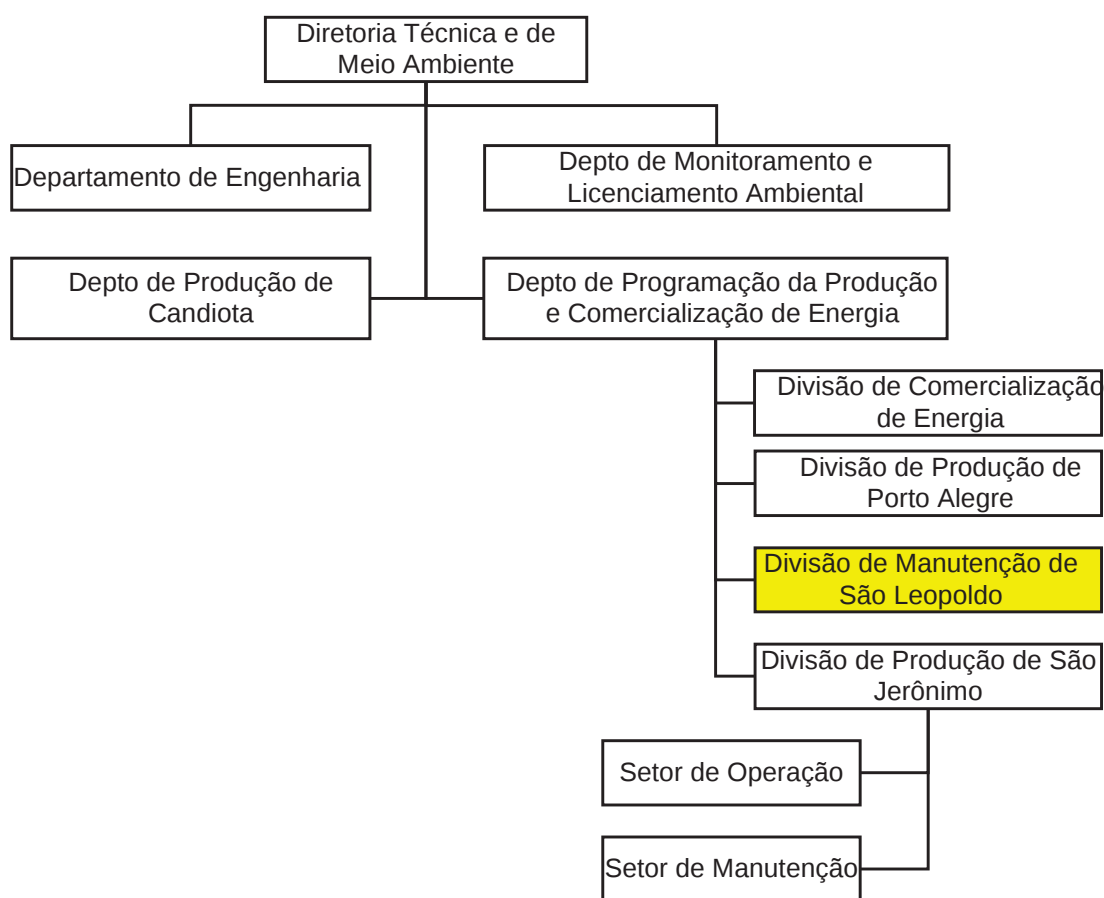 Diretoria Técnica e de
Meio Ambiente
Departamento de Engenharia
Depto de Monitoramento e
Licenciamento Ambiental
Depto de Produção de
Candiota
Depto de Programação da Produção
e Comercialização de Energia
Divisão de Comercialização
de Energia
Divisão de Produção de
Porto Alegre
Divisão de Manutenção de
São Leopoldo
Divisão de Produção de São
Jerônimo
Setor de Operação
Setor de Manutenção